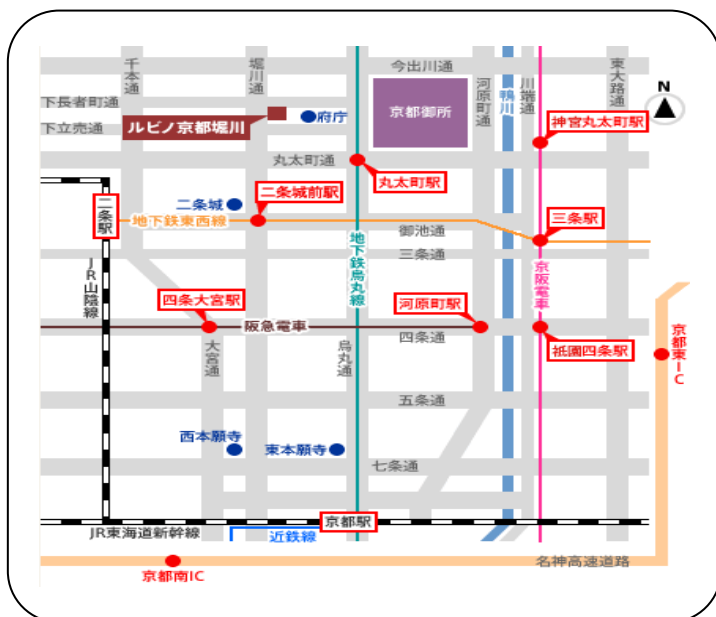 今出川通
千本通
堀川通
河原町通
鴨川
川端通
東大路通
N
下長者町通
府庁
京都御所
下立売通
ルビノ京都堀川
神宮丸太町駅
丸太町通
丸太町駅
二条駅
二条城
二条城前駅
三条駅
地下鉄東西線
御池通
三条通
地下鉄烏丸線
京阪電車
JR山陰線
四条大宮駅
河原町駅
阪急電車
四条通
祇園四条駅
京都東IC
大宮通
烏丸通
五条通
西本願寺
東本願寺
七条通
京都駅
JR東海道新幹線
近鉄線
名神高速道路
京都南IC